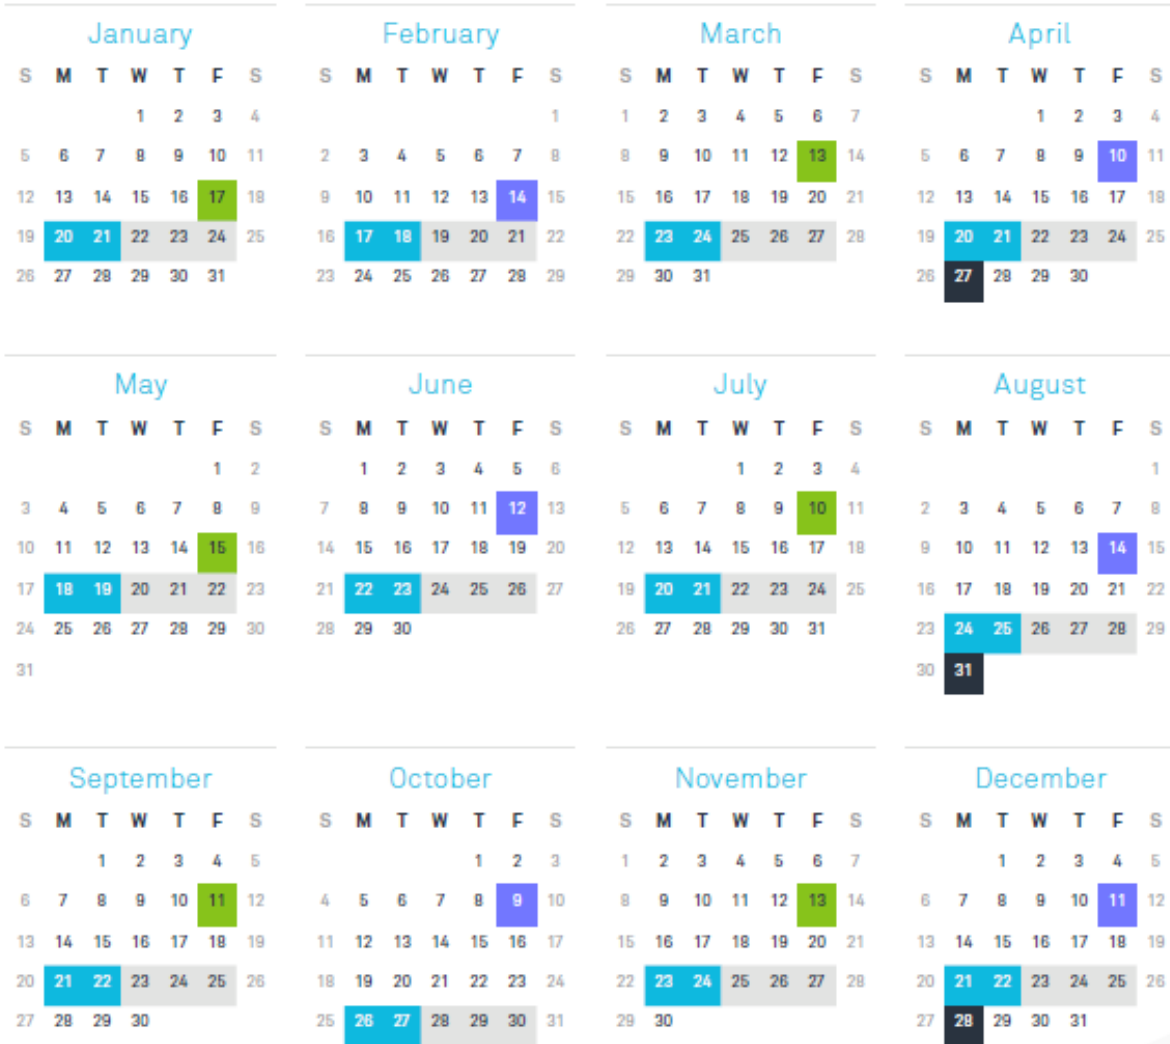 January February March April
S M T W T F S S M T W T F S S M T W T F S S M T W T F S
1 2 3 4 1 1 2 3 4 5 6 7 1 2 3 4
5 6 7 8 9 10 11 2 3 4 5 6 7 8 8 9 10 11 12 13 14 5 6 7 8 9 10 11
12 13 14 15 16 17 18 9 10 11 12 13 14 15 15 16 17 18 19 20 21 12 13 14 15 16 17 18
19 20 21 22 23 24 25 16 17 18 19 20 21 22 22 23 24 25 26 27 28 19 20 21 22 23 24 25
26 27 28 29 30 31 23 24 25 26 27 28 29 29 30 31 26 27 28 29 30
May June July August
S M T W T F S S M T W T F S S M T W T F S S M T W T F S
1 2 1 2 3 4 5 6 1 2 3 4 1
3 4 5 6 7 8 9 7 8 9 10 11 12 13 5 6 7 8 9 10 11 2 3 4 5 6 7 8
10 11 12 13 14 15 16 14 15 16 17 18 19 20 12 13 14 15 16 17 18 9 10 11 12 13 14 15
17 18 19 20 21 22 23 21 22 23 24 25 26 27 19 20 21 22 23 24 25 16 17 18 19 20 21 22
24 25 26 27 28 29 30 28 29 30 26 27 28 29 30 31 23 24 25 26 27 28 29
31 30 31
September October November December
S M T W T F S S M T W T F S S M T W T F S S M T W T F S
1 2 3 4 5 1 2 3 1 2 3 4 5 6 7 1 2 3 4 5
6 7 8 9 10 11 12 4 5 6 7 8 9 10 8 9 10 11 12 13 14 6 7 8 9 10 11 12
13 14 15 16 17 18 19 11 12 13 14 15 16 17 15 16 17 18 19 20 21 13 14 15 16 17 18 19
20 21 22 23 24 25 26 18 19 20 21 22 23 24 22 23 24 25 26 27 28 20 21 22 23 24 25 26
27 28 29 30 25 26 27 28 29 30 31 29 30 27 28 29 30 31